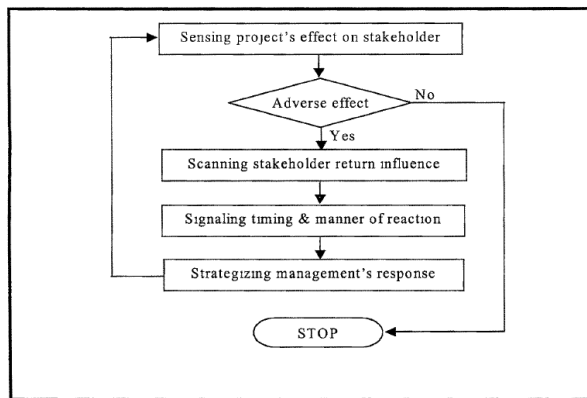 Sensing project's effect on stakeholder
Adverse effect
No
Yes
Scanning stakeholder return influence
Signaling timing & manner of reaction
Strategizing management's response
STOP